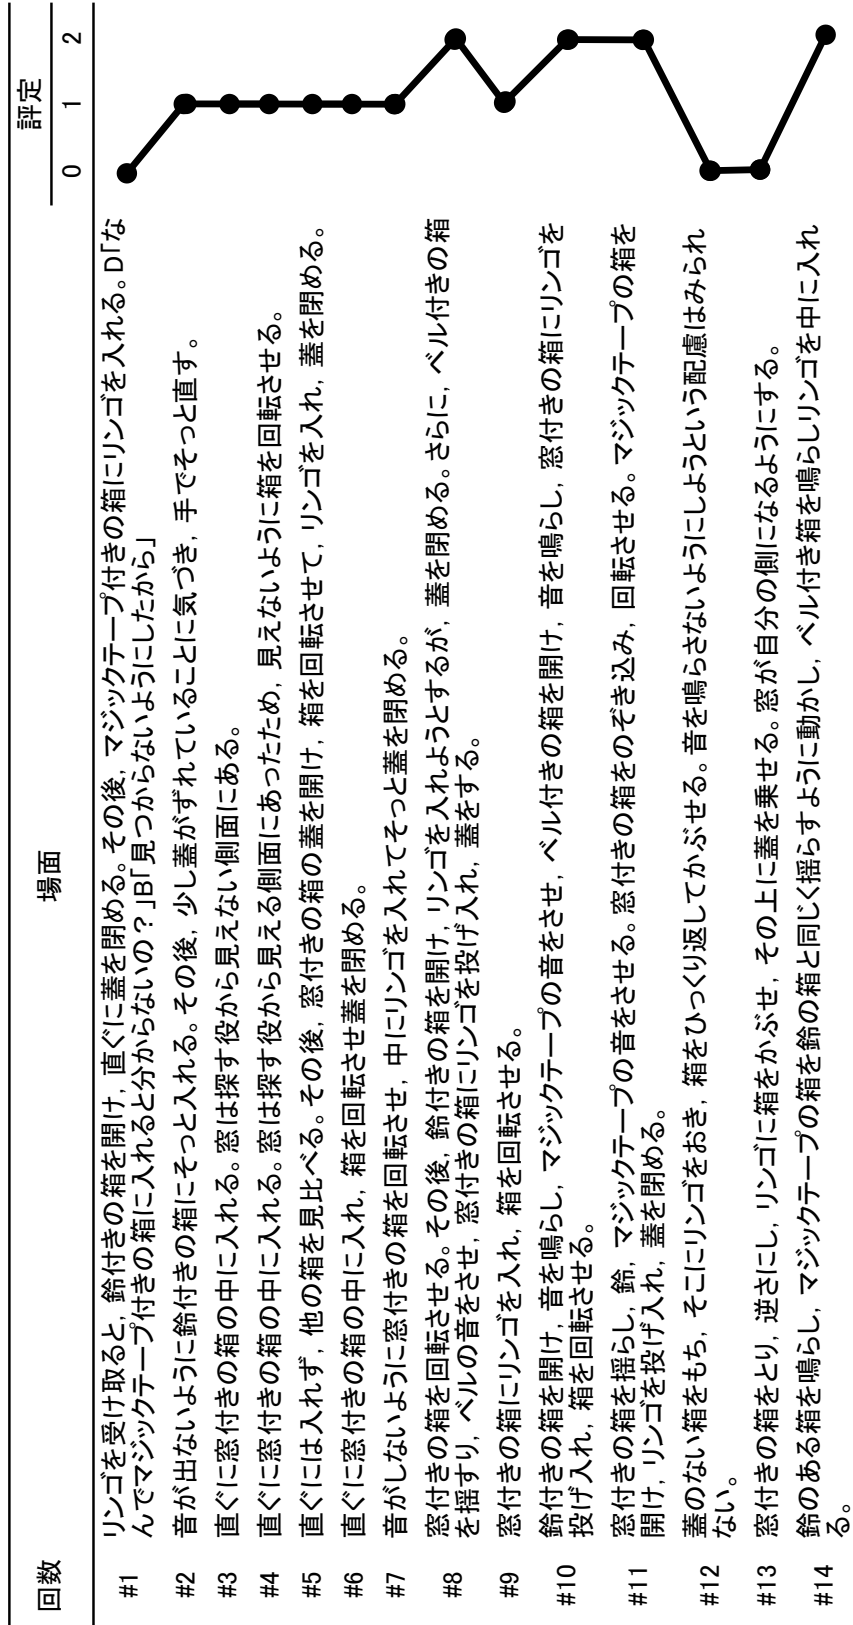 回数 場面 評定
0 1 2
#1 リンゴを受け取ると，鈴付きの箱を開け，直ぐに蓋を閉める。その後，マジックテープ付きの箱にリンゴを入れる。D「な
んでマジックテープ付きの箱に入れると分からないの？」B「見つからないようにしたから」
#2 音が出ないように鈴付きの箱にそっと入れる。その後，少し蓋がずれていることに気づき，手でそっと直す。
#3 直ぐに窓付きの箱の中に入れる。窓は探す役から見えない側面にある。
#4 直ぐに窓付きの箱の中に入れる。窓は探す役から見える側面にあったため，見えないように箱を回転させる。
#5 直ぐには入れず，他の箱を見比べる。その後，窓付きの箱の蓋を開け，箱を回転させて，リンゴを入れ，蓋を閉める。
#6 直ぐに窓付きの箱の中に入れ，箱を回転させ蓋を閉める。
#7 音がしないように窓付きの箱を回転させ，中にリンゴを入れてそっと蓋を閉める。
#8 窓付きの箱を回転させる。その後，鈴付きの箱を開け，リンゴを入れようとするが，蓋を閉める。さらに，ベル付きの箱
を揺すり，ベルの音をさせ，窓付きの箱にリンゴを投げ入れ，蓋をする。
#9 窓付きの箱にリンゴを入れ，箱を回転させる。
#10 鈴付きの箱を開け，音を鳴らし，マジックテープの音をさせ，ベル付きの箱を開け，音を鳴らし，窓付きの箱にリンゴを
投げ入れ，箱を回転させる。
#11 窓付きの箱を揺らし，鈴，マジックテープの音をさせる。窓付きの箱をのぞき込み，回転させる。マジックテープの箱を
開け，リンゴを投げ入れ，蓋を閉める。
#12 蓋のない箱をもち，そこにリンゴをおき，箱をひっくり返してかぶせる。音を鳴らさないようにしようという配慮はみられ
ない。
#13 窓付きの箱をとり，逆さにし，リンゴに箱をかぶせ，その上に蓋を乗せる。窓が自分の側になるようにする。
#14 鈴のある箱を鳴らし，マジックテープの箱を鈴の箱と同じく揺らすように動かし，ベル付き箱を鳴らしリンゴを中に入れ
る。